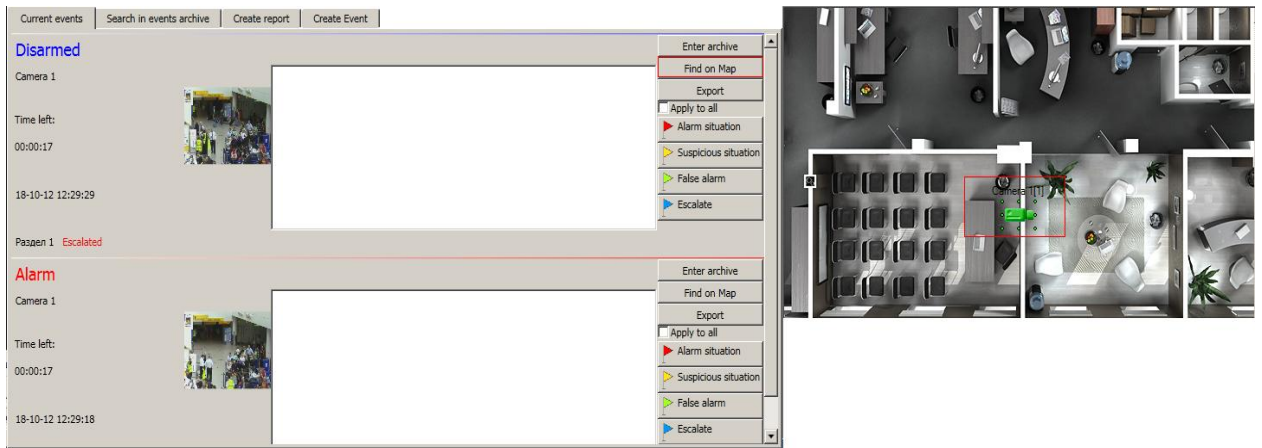 Current events
Search in events archive
Create report
Create Event
Disarmed
Camera 1
Time left:
00:00:17
18-10-12 12:29:29
Раздел 1 Escalated
Enter archive
Find on Map
Export
Apply to all
Alarm situation
Suspicious situation
False alarm
Escalate
Alarm
Camera 1
Time left:
00:00:17
18-10-12 12:29:18
Enter archive
Find on Map
Export
Apply to all
Alarm situation
Suspicious situation
False alarm
Escalate
Camera 1[1]